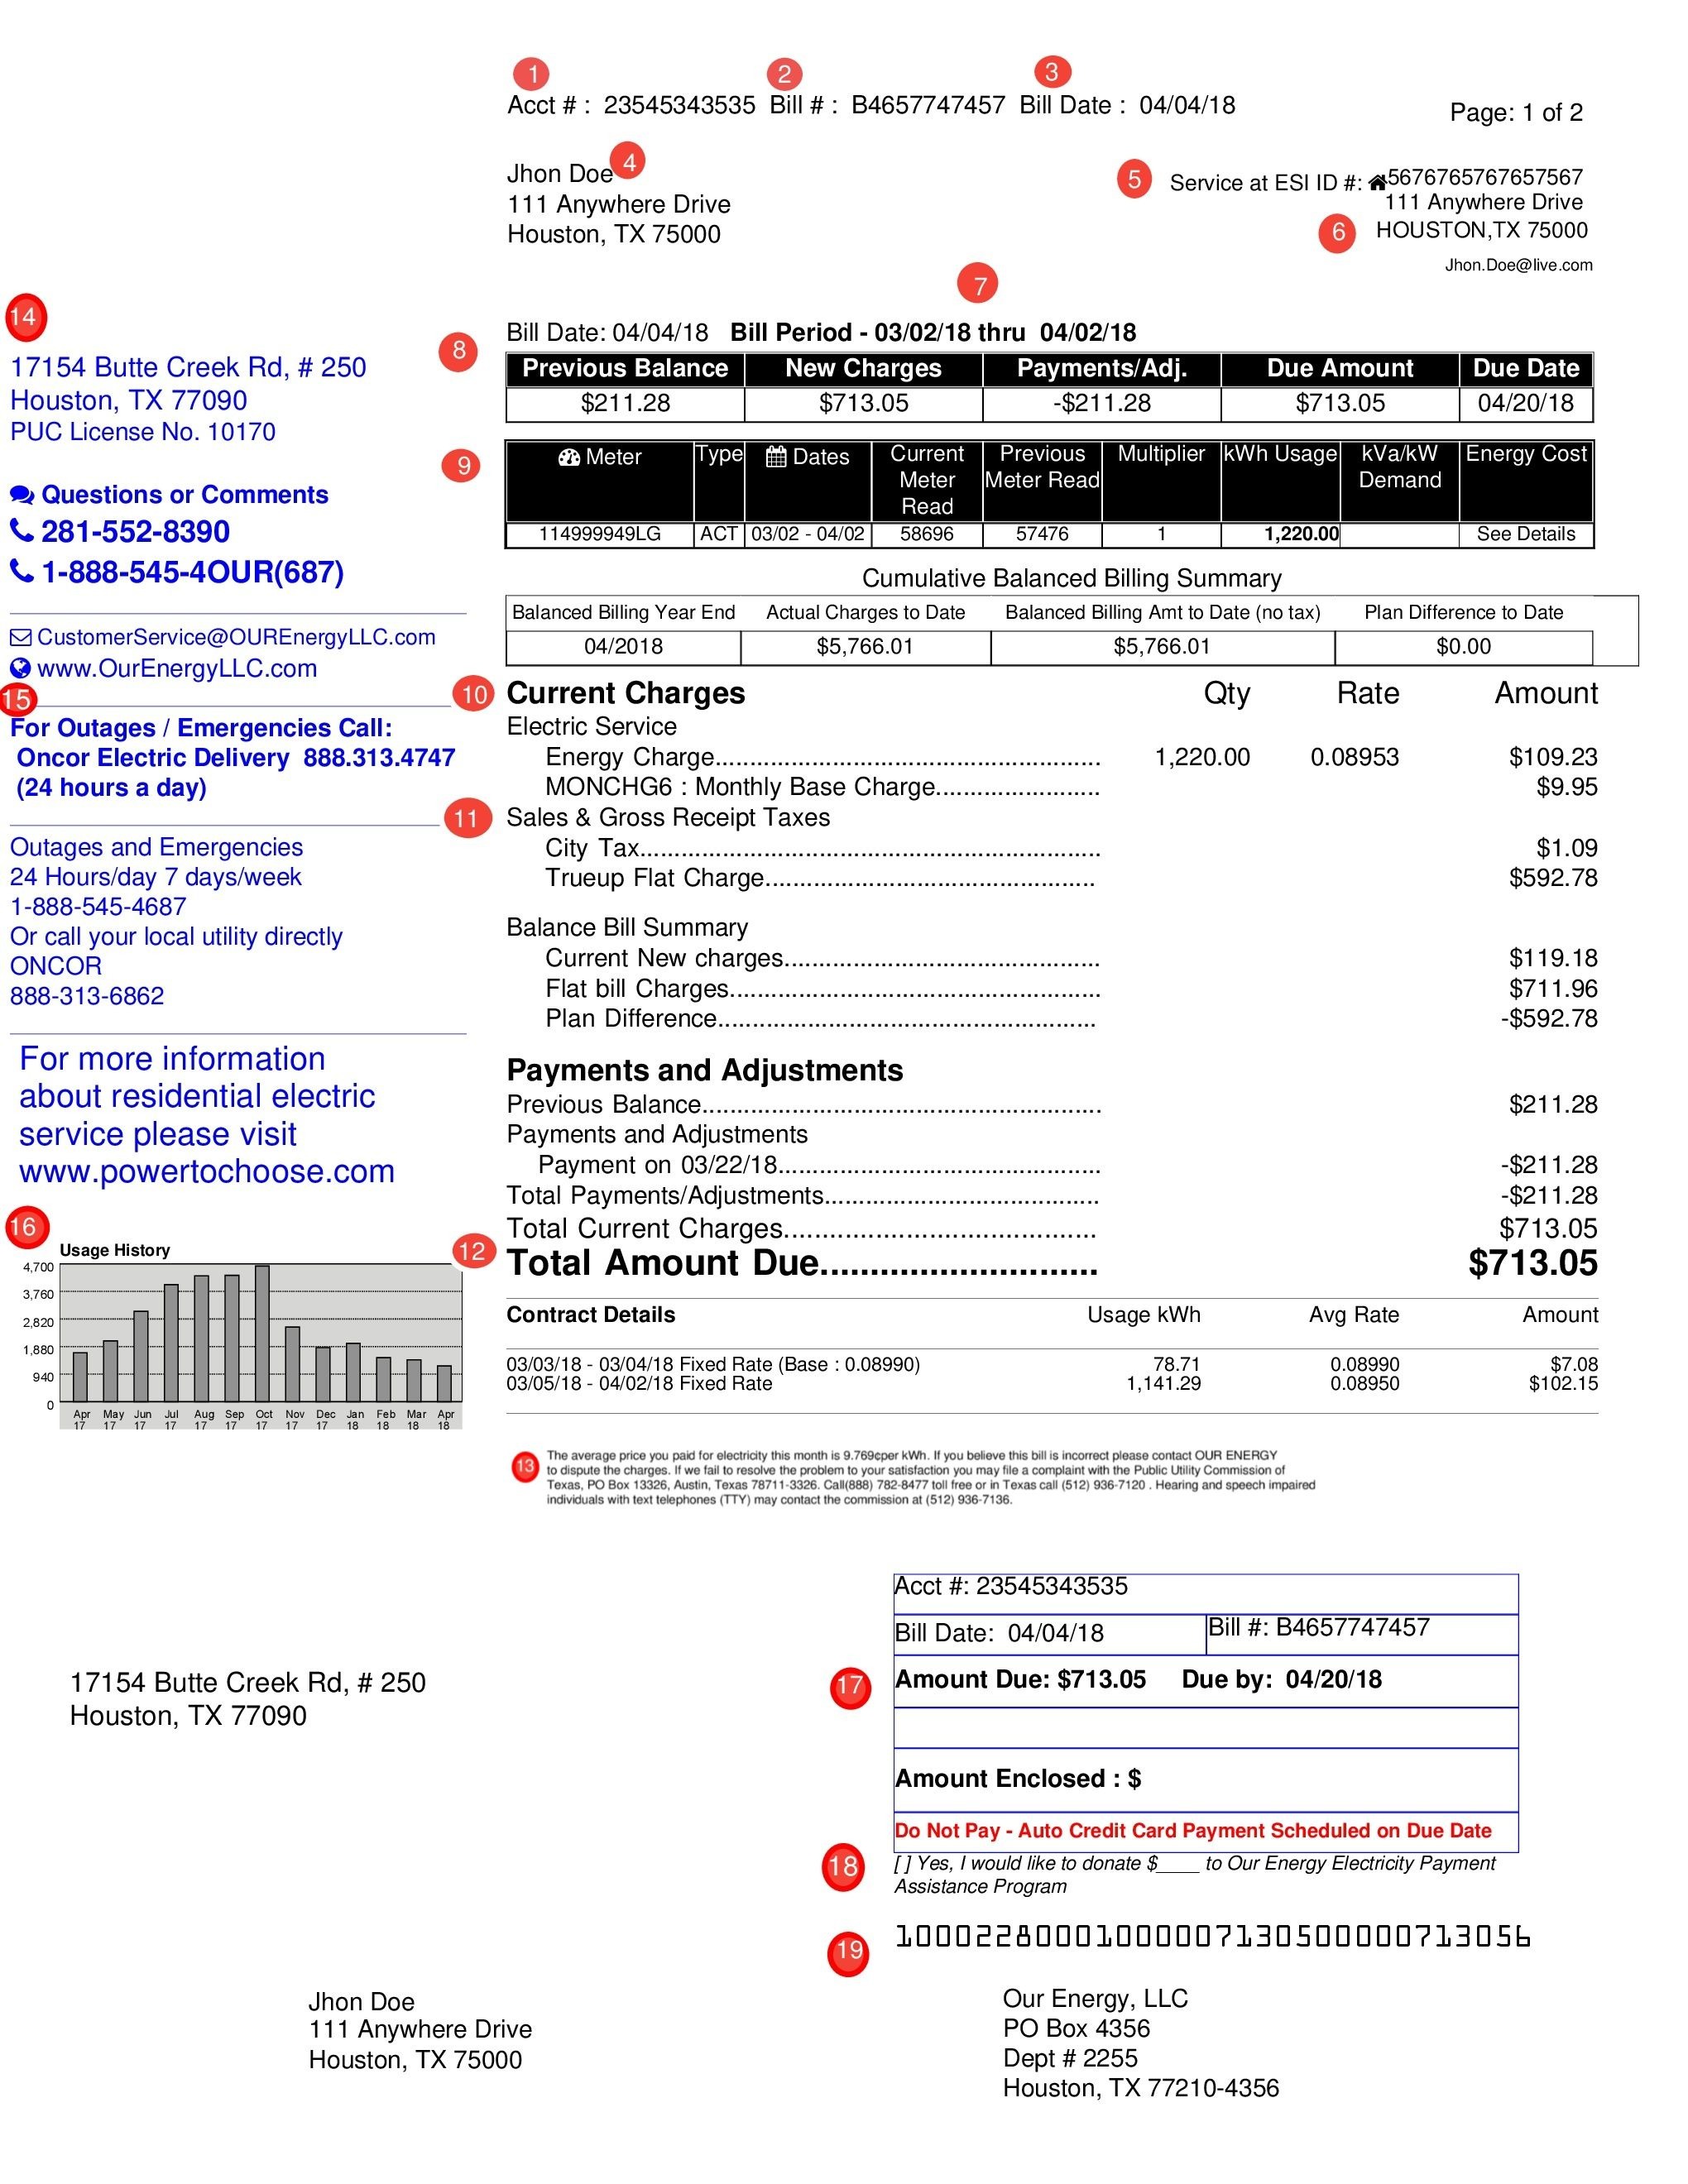 1 2 3
Acct # : 23545343535 Bill # : B4657747457 Bill Date : 04/04/18
Page: 1 of 2
4
Jhon Doe
111 Anywhere Drive
Houston, TX 75000
5 Service at ESI ID #: 5676765767657567
111 Anywhere Drive
6 HOUSTON,TX 75000
Jhon.Doe@live.com
7
14
17154 Butte Creek Rd, # 250
Houston, TX 77090
PUC License No. 10170
Questions or Comments
281-552-8390
1-888-545-4OUR(687)
CustomerService@OUREnergyLLC.com
www.OurEnergyLLC.com
15
For Outages / Emergencies Call:
Oncor Electric Delivery 888.313.4747
(24 hours a day)
Outages and Emergencies
24 Hours/day 7 days/week
1-888-545-4687
Or call your local utility directly
ONCOR
888-313-6862
For more information
about residential electric
service please visit
www.powertochoose.com
16
Usage History
4,700
3,760
2,820
1,880
940
0
Apr May Jun Jul Aug Sep Oct Nov Dec Jan Feb Mar Apr
17 17 17 17 17 17 17 17 17 18 18 18 18
Bill Date: 04/04/18 Bill Period - 03/02/18 thru 04/02/18
8
Previous Balance New Charges Payments/Adj. Due Amount Due Date
$211.28 $713.05 -$211.28 $713.05 04/20/18
9
Meter Type Dates Current Previous Multiplier kWh Usage kVa/kW Energy Cost
Meter Meter Read Demand
Read
114999949LG ACT 03/02 - 04/02 58696 57476 1 1,220.00 See Details
Cumulative Balanced Billing Summary
Balanced Billing Year End Actual Charges to Date Balanced Billing Amt to Date (no tax) Plan Difference to Date
04/2018 $5,766.01 $5,766.01 $0.00
10 Current Charges Qty Rate Amount
Electric Service
Energy Charge........................................................ 1,220.00 0.08953 $109.23
MONCHG6 : Monthly Base Charge........................ $9.95
11 Sales & Gross Receipt Taxes
City Tax.................................................................. $1.09
Trueup Flat Charge................................................ $592.78
Balance Bill Summary
Current New charges.............................................. $119.18
Flat bill Charges...................................................... $711.96
Plan Difference....................................................... -$592.78
Payments and Adjustments
Previous Balance.......................................................... $211.28
Payments and Adjustments
Payment on 03/22/18............................................... -$211.28
Total Payments/Adjustments........................................ -$211.28
Total Current Charges.......................................... $713.05
12 Total Amount Due............................ $713.05
Contract Details Usage kWh Avg Rate Amount
03/03/18 - 03/04/18 Fixed Rate (Base : 0.08990) 78.71 0.08990 $7.08
03/05/18 - 04/02/18 Fixed Rate 1,141.29 0.08950 $102.15
13
The average price you paid for electricity this month is 9.769¢per kWh. If you believe this bill is incorrect please contact OUR ENERGY
to dispute the charges. If we fail to resolve the problem to your satisfaction you may file a complaint with the Public Utility Commission of
Texas, PO Box 13326, Austin, Texas 78711-3326. Call(888) 782-8477 toll free or in Texas call (512) 936-7120 . Hearing and speech impaired
individuals with text telephones (TTY) may contact the commission at (512) 936-7136.
17154 Butte Creek Rd, # 250
Houston, TX 77090
Acct #: 23545343535
Bill Date: 04/04/18 Bill #: B4657747457
17 Amount Due: $713.05 Due by: 04/20/18
Amount Enclosed : $
Do Not Pay - Auto Credit Card Payment Scheduled on Due Date
18 [ ] Yes, I would like to donate $____ to Our Energy Electricity Payment
Assistance Program
19 10002280001000007130500000713056
Jhon Doe
111 Anywhere Drive
Houston, TX 75000
Our Energy, LLC
PO Box 4356
Dept # 2255
Houston, TX 77210-4356